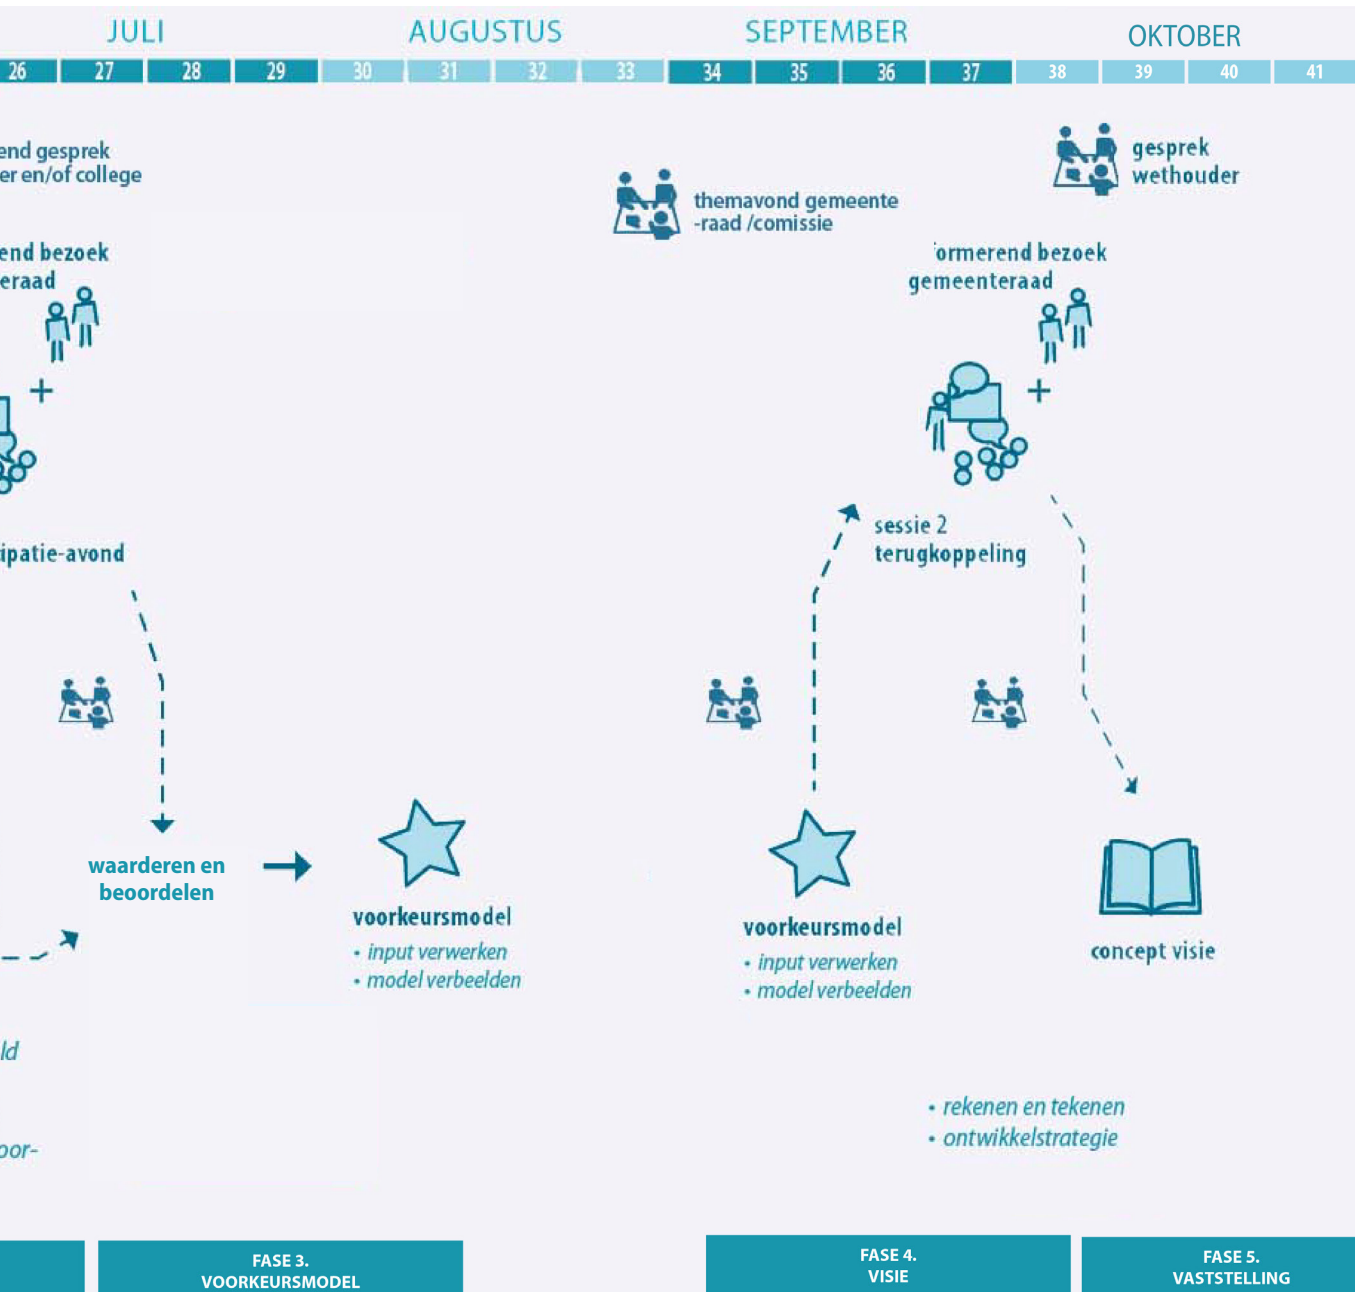 JULI AUGUSTUS SEPTEMBER OKTOBER
26 27 28 29 30 31 32 33 34 35 36 37 38 39 40 41
end gesprek
er en/of college
gesprek
wethouder
themavond gemeente
-raad /comissie
end bezoek
eraad
formerend bezoek
gemeenteraad
+
+
sessie 2
terugkoppeling
ipatie-avond
waarderen en
beoordelen
voorkeursmodel
• input verwerken
• model verbeelden
voorkeursmodel
• input verwerken
• model verbeelden
concept visie
ld
oor-
• rekenen en tekenen
• ontwikkelstrategie
FASE 3.
VOORKEURSMODEL
FASE 4.
VISIE
FASE 5.
VASTSTELLING